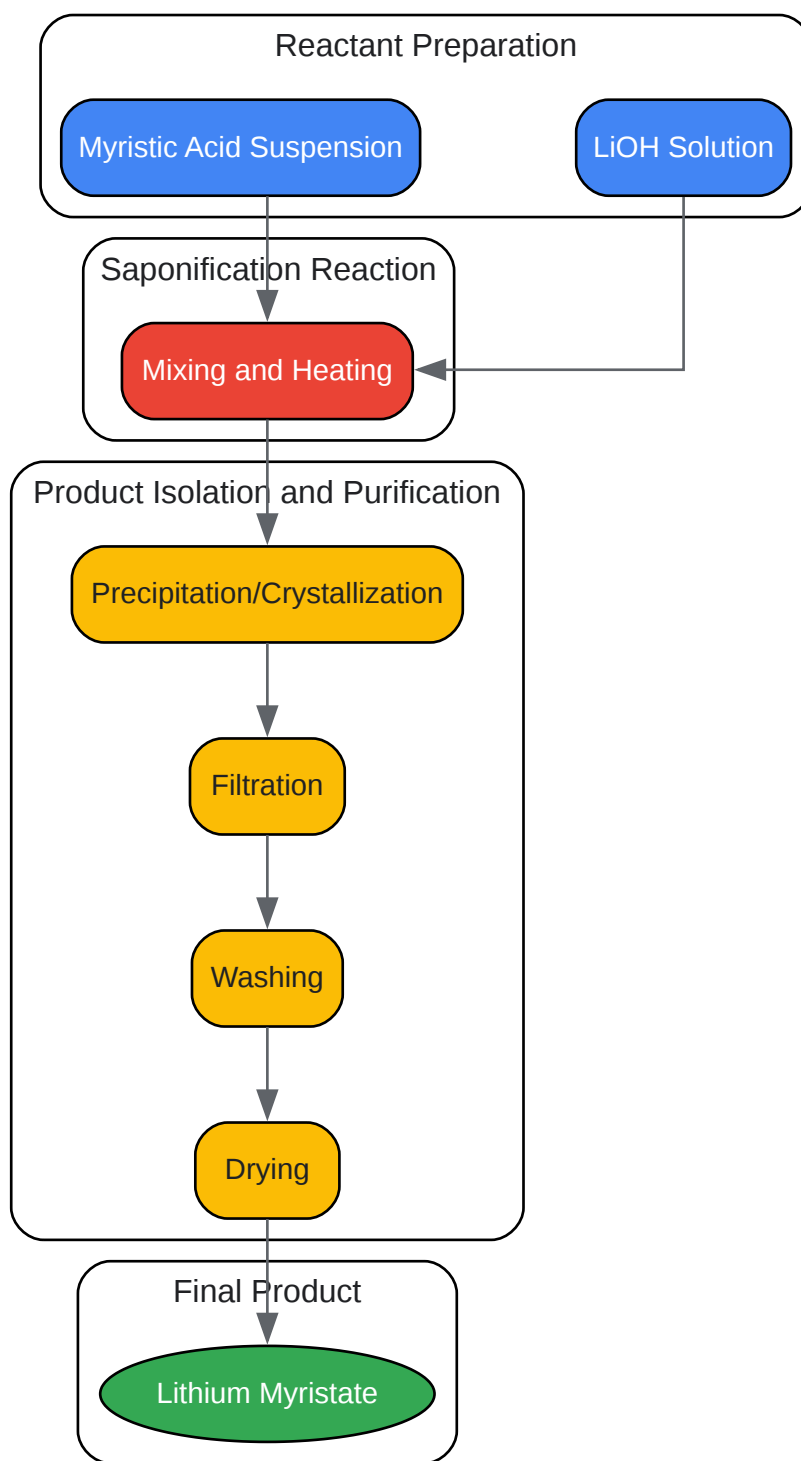 Reactant Preparation
Myristic Acid Suspension
LiOH Solution
Saponification Reaction
Mixing and Heating
Product Isolation and Purification
Precipitation/Crystallization
Filtration
Washing
Drying
Final Product
Lithium Myristate